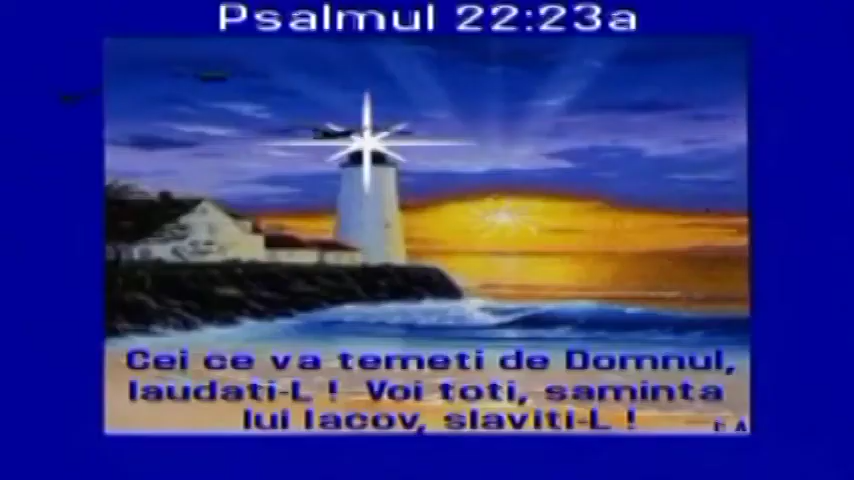 Psalmul 22:23a
Cei ce va temeti de Domnul,
laudati-L ! Voi toti, saminta
lui Iacov, slaviti-L !